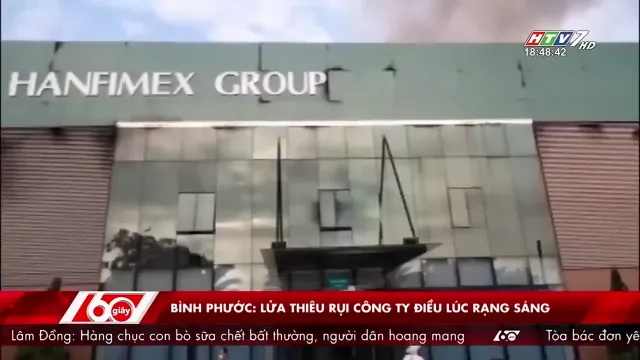 HTV7 HD
18:48:42
HANFIMEX GROUP
60 giây
BÌNH PHƯỚC: LỬA THIÊU RỤI CÔNG TY ĐIỀU LÚC RẠNG SÁNG
Lâm Đồng: Hàng chục con bò sữa chết bất thường, người dân hoang mang
60
Tòa bác đơn yê